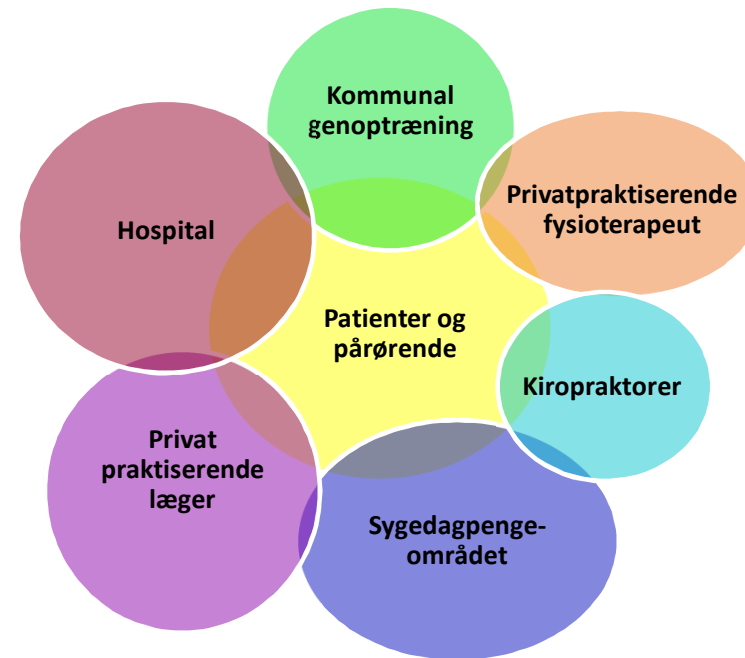 Kommunal
genoptræning
Privatpraktiserende
fysioterapeut
Hospital
Patienter og
pårørende
Kiropraktorer
Privat
praktiserende
læger
Sygedagpenge-
området